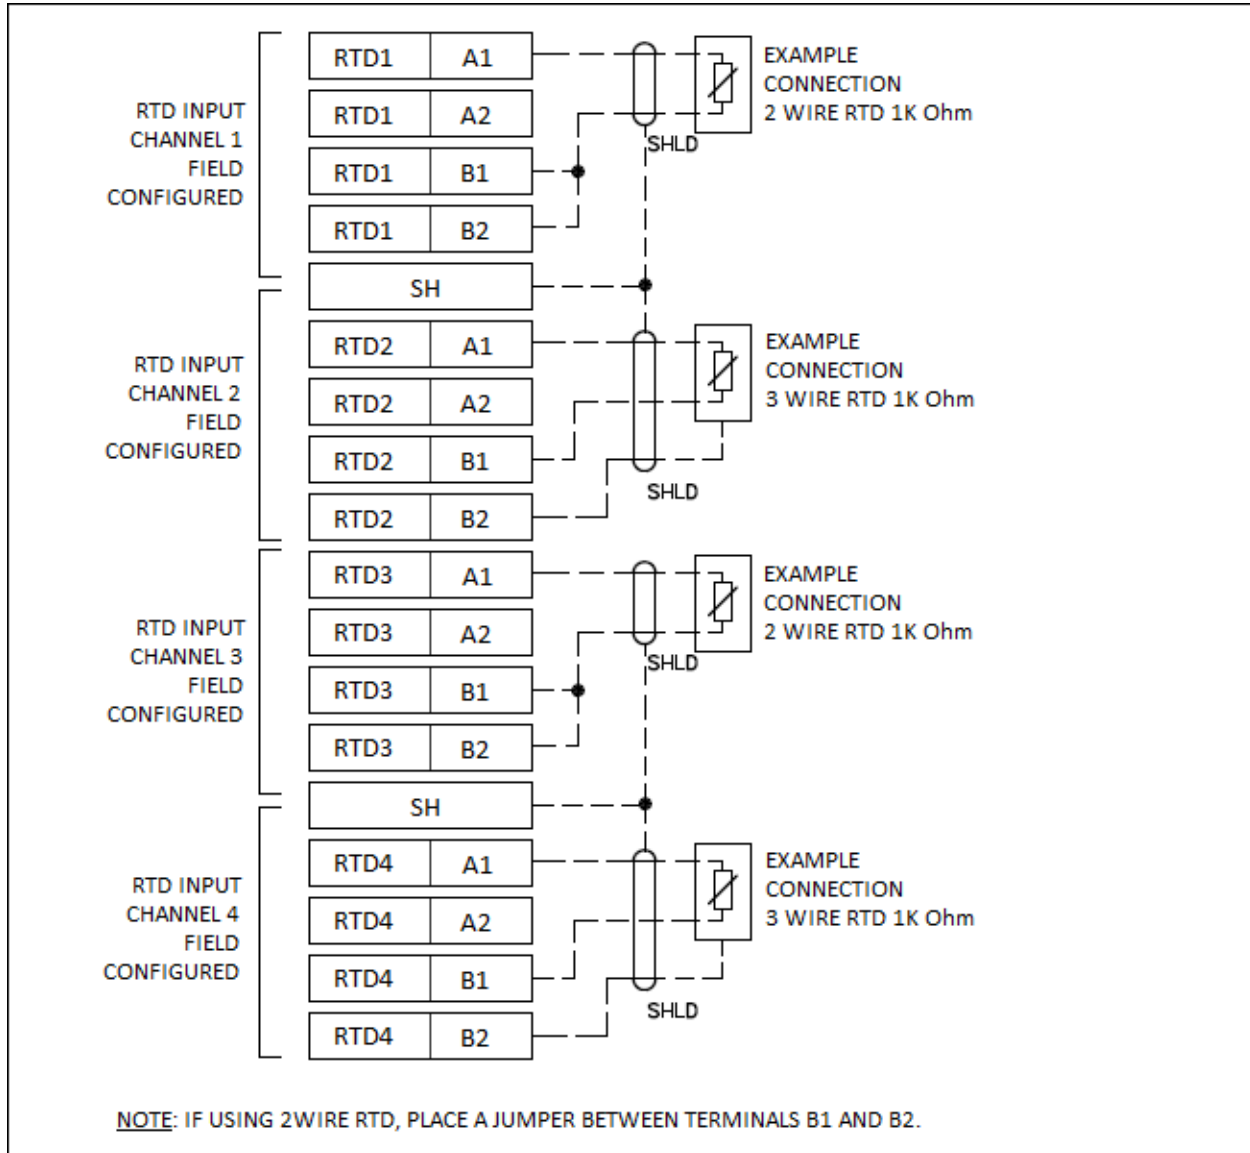 RTD INPUT
CHANNEL 1
FIELD
CONFIGURED
RTD1 A1
RTD1 A2
RTD1 B1
RTD1 B2
SHLD
EXAMPLE
CONNECTION
2 WIRE RTD 1K Ohm
SH
RTD INPUT
CHANNEL 2
FIELD
CONFIGURED
RTD2 A1
RTD2 A2
RTD2 B1
RTD2 B2
SHLD
EXAMPLE
CONNECTION
3 WIRE RTD 1K Ohm
RTD INPUT
CHANNEL 3
FIELD
CONFIGURED
RTD3 A1
RTD3 A2
RTD3 B1
RTD3 B2
SHLD
EXAMPLE
CONNECTION
2 WIRE RTD 1K Ohm
SH
RTD INPUT
CHANNEL 4
FIELD
CONFIGURED
RTD4 A1
RTD4 A2
RTD4 B1
RTD4 B2
SHLD
EXAMPLE
CONNECTION
3 WIRE RTD 1K Ohm
NOTE: IF USING 2WIRE RTD, PLACE A JUMPER BETWEEN TERMINALS B1 AND B2.